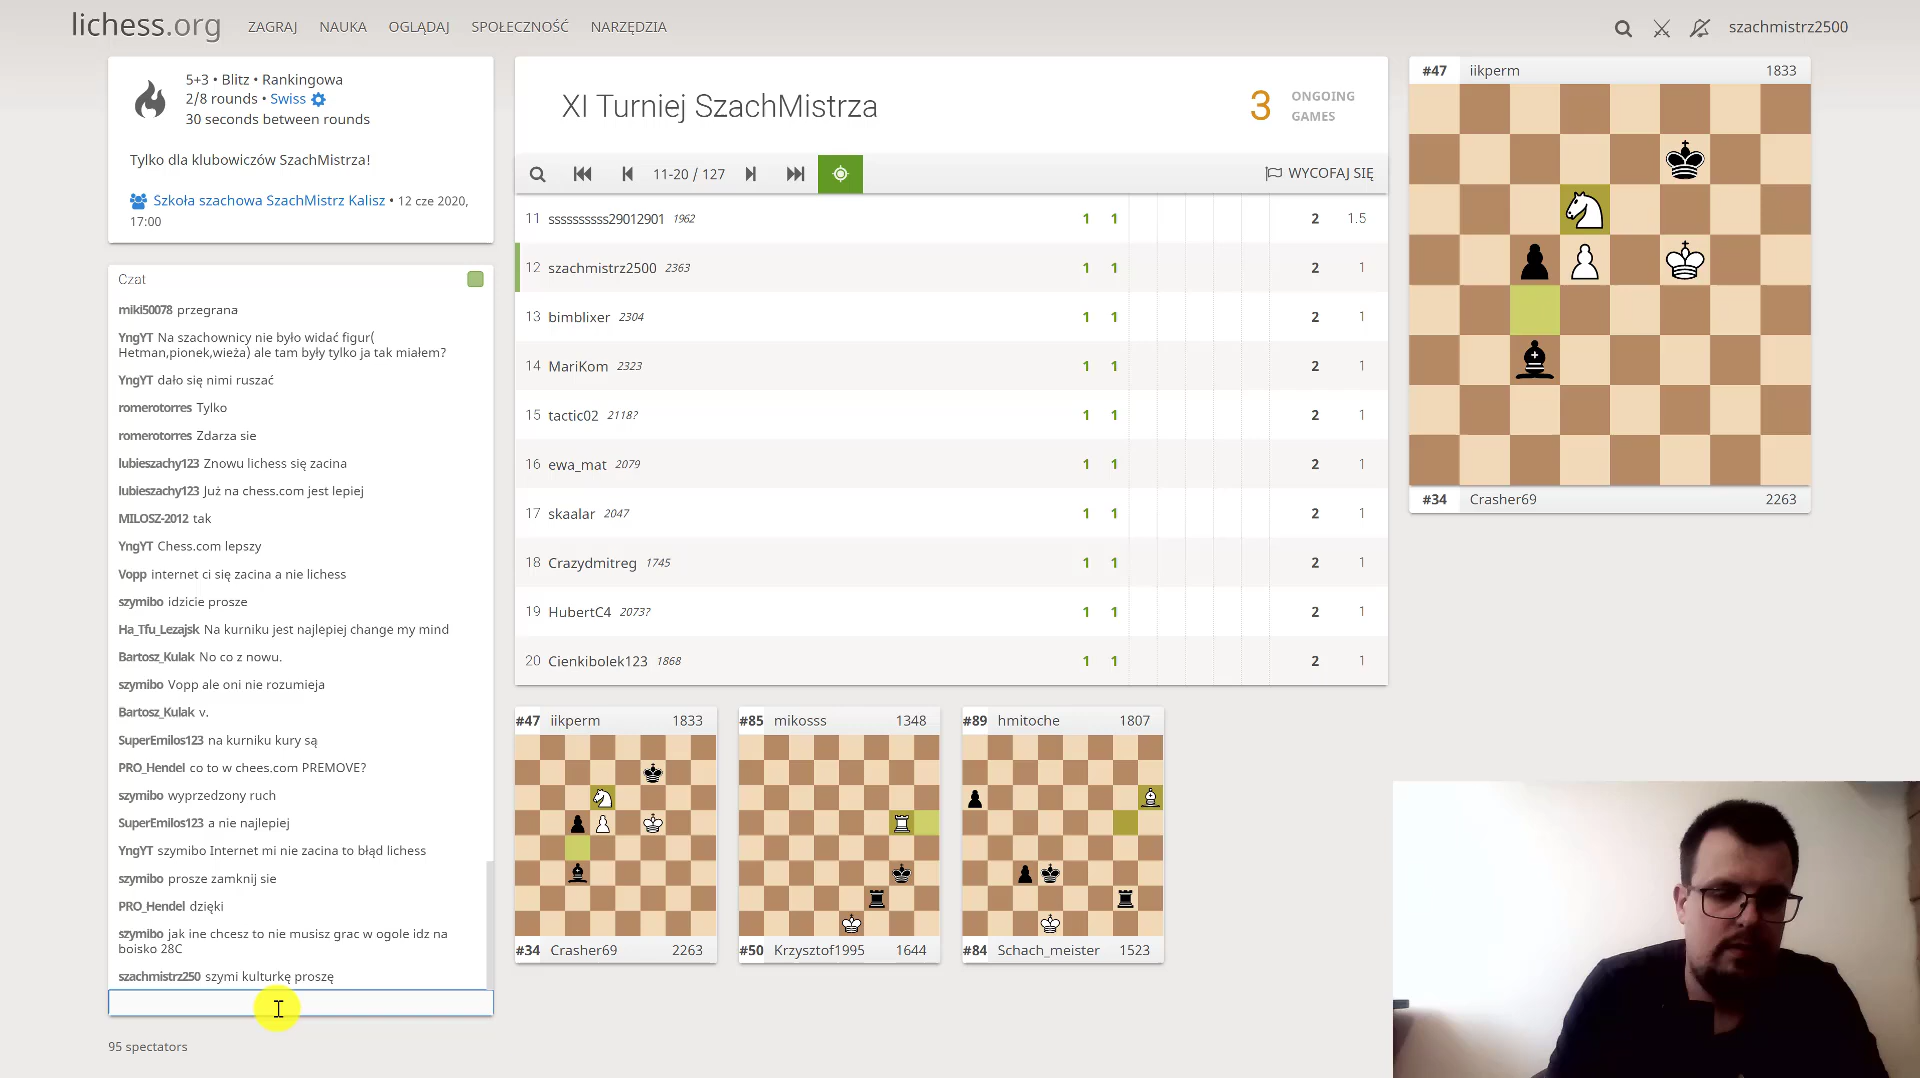 lichess.org ZAGRAJ NAUKA OGLĄDAJ SPOŁECZNOŚĆ NARZĘDZIA szachmistrz2500
5+3 • Blitz • Rankingowa
2/8 rounds • Swiss
30 seconds between rounds
Tylko dla klubowiczów SzachMistrza!
Szkoła szachowa SzachMistrz Kalisz • 12 cze 2020,
17:00
Czat
miki50078 przegrana
YngYT Na szachownicy nie było widać figur(
Hetman,pionek,wieża) ale tam były tylko ja tak miałem?
YngYT dało się nimi ruszać
romerotorres Tylko
romerotorres Zdarza sie
lubieszachy123 Znowu lichess się zacina
lubieszachy123 Już na chess.com jest lepiej
MILOSZ-2012 tak
YngYT Chess.com lepszy
Vopp internet ci się zacina a nie lichess
szymibo idzicie prosze
Ha_Tfu_Lezajsk Na kurniku jest najlepiej change my mind
Bartosz_Kulak No co z nowu.
szymibo Vopp ale oni nie rozumieja
Bartosz_Kulak v.
SuperEmilos123 na kurniku kury są
PRO_Hendel co to w chees.com PREMOVE?
szymibo wyprzedzony ruch
SuperEmilos123 a nie najlepiej
YngYT szymibo Internet mi nie zacina to błąd lichess
szymibo prosze zamknij sie
PRO_Hendel dzięki
szymibo jak ine chcesz to nie musisz grac w ogole idz na
boisko 28C
szachmistrz250 szymi kulturkę proszę
95 spectators
XI Turniej SzachMistrza
3 ONGOING
GAMES
11-20 / 127
WYCOFAJ SIĘ
11 ssssssssss29012901 1962 1 1 2 1.5
12 szachmistrz2500 2363 1 1 2 1
13 bimblixer 2304 1 1 2 1
14 MariKom 2323 1 1 2 1
15 tactic02 2118? 1 1 2 1
16 ewa_mat 2079 1 1 2 1
17 skaalar 2047 1 1 2 1
18 Crazydmitreg 1745 1 1 2 1
19 HubertC4 2073? 1 1 2 1
20 Cienkibolek123 1868 1 1 2 1
#47 iikperm 1833
#34 Crasher69 2263
#85 mikosss 1348
#50 Krzysztof1995 1644
#89 hmitoche 1807
#84 Schach_meister 1523
#47 iikperm 1833
#34 Crasher69 2263